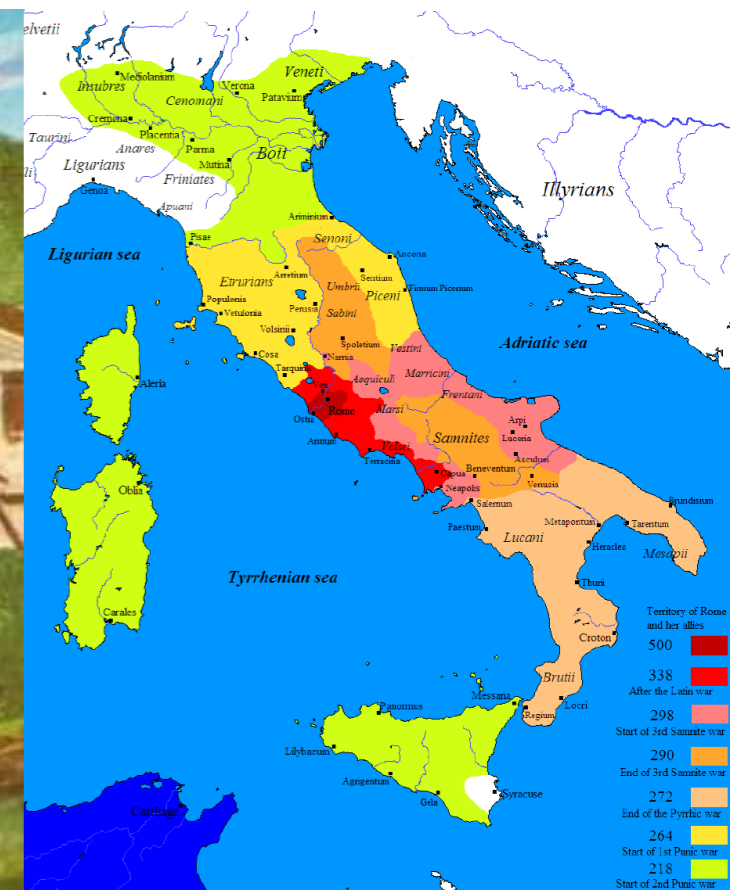 elvetii
Insubres
Mediolanium
Cenomani
Verona
Veneti
Patavium
Cremona
Placentia
Taurini
Anares
Parma
Boii
Ligurians
Mutina
Friniates
Genoa
Apuani
Illyrians
Ariminium
Pisae
Senoni
Ligurian sea
Ancona
Etrurians
Arretium
Sentium
Umbrii
Piceni
Firmum Picenum
Populonia
Perusia
Sabini
Vetulonia
Volsinii
Spoletium
Adriatic sea
Cosa
Narnia
Vestini
Tarquinii
Aequiculi
Marricini
Aleria
Veii
Frentani
Rome
Marsi
Ostia
Arpi
Antium
Volsci
Samnites
Luceria
Terracina
Asculum
Capua
Beneventum
Oblia
Neapolis
Venusia
Salernum
Brundisium
Paestum
Metapontum
Tarentum
Lucani
Heraclea
Mesapii
Tyrrhenian sea
Thurii
Carales
Croton
Brutii
Messana
Locri
Panormus
Regium
Lilybaeum
Agrigentum
Gela
Syracuse
Carthage
Territory of Rome
and her allies
500
338
After the Latin war
298
Start of 3rd Samnite war
290
End of 3rd Samnite war
272
End of the Pyrrhic war
264
Start of 1st Punic war
218
Start of 2nd Punic war